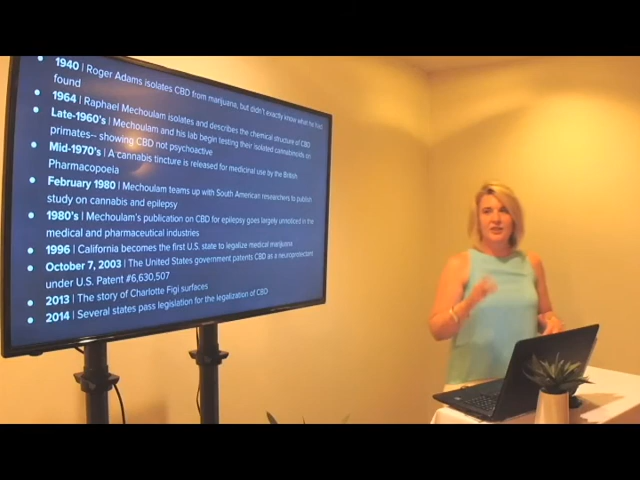 • 1940 | Roger Adams isolates CBD from marijuana, but didn't exactly know what he had
found
• 1964 | Raphael Mechoulam isolates and describes the chemical structure of CBD
• Late-1960's | Mechoulam and his lab begin testing their isolated cannabinoids on
primates-- showing CBD not psychoactive
• Mid-1970's | A cannabis tincture is released for medicinal use by the British
Pharmacopoeia
• February 1980 | Mechoulam teams up with South American researchers to publish
study on cannabis and epilepsy
• 1980's | Mechoulam's publication on CBD for epilepsy goes largely unnoticed in the
medical and pharmaceutical industries
• 1996 | California becomes the first U.S. state to legalize medical marijuana
• October 7, 2003 | The United States government patents CBD as a neuroprotectant
under U.S. Patent #6,630,507
• 2013 | The story of Charlotte Figi surfaces
• 2014 | Several states pass legislation for the legalization of CBD